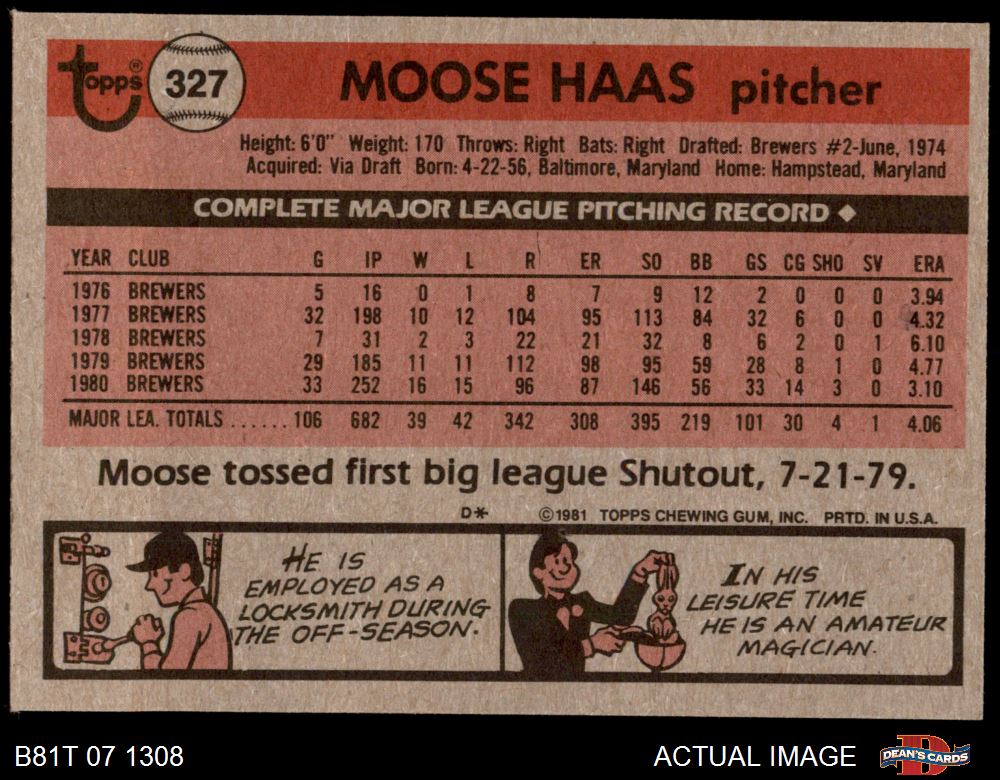 topps®
327
MOOSE HAAS pitcher
Height: 6'0" Weight: 170 Throws: Right Bats: Right Drafted: Brewers #2-June, 1974
Acquired: Via Draft Born: 4-22-56, Baltimore, Maryland Home: Hampstead, Maryland
COMPLETE MAJOR LEAGUE PITCHING RECORD ◆
YEAR CLUB G IP W L R ER SO BB GS CG SHO SV ERA
1976 BREWERS 5 16 0 1 8 7 9 12 2 0 0 0 3.94
1977 BREWERS 32 198 10 12 104 95 113 84 32 6 0 0 4.32
1978 BREWERS 7 31 2 3 22 21 32 8 6 2 0 1 6.10
1979 BREWERS 29 185 11 11 112 98 95 59 28 8 1 0 4.77
1980 BREWERS 33 252 16 15 96 87 146 56 33 14 3 0 3.10
MAJOR LEA. TOTALS ...... 106 682 39 42 342 308 395 219 101 30 4 1 4.06
Moose tossed first big league Shutout, 7-21-79.
D* ©1981 TOPPS CHEWING GUM, INC. PRTD. IN U.S.A.
HE IS
EMPLOYED AS A
LOCKSMITH DURING
THE OFF-SEASON.
IN HIS
LEISURE TIME
HE IS AN AMATEUR
MAGICIAN.
B81T 07 1308 ACTUAL IMAGE DEAN'S CARDS